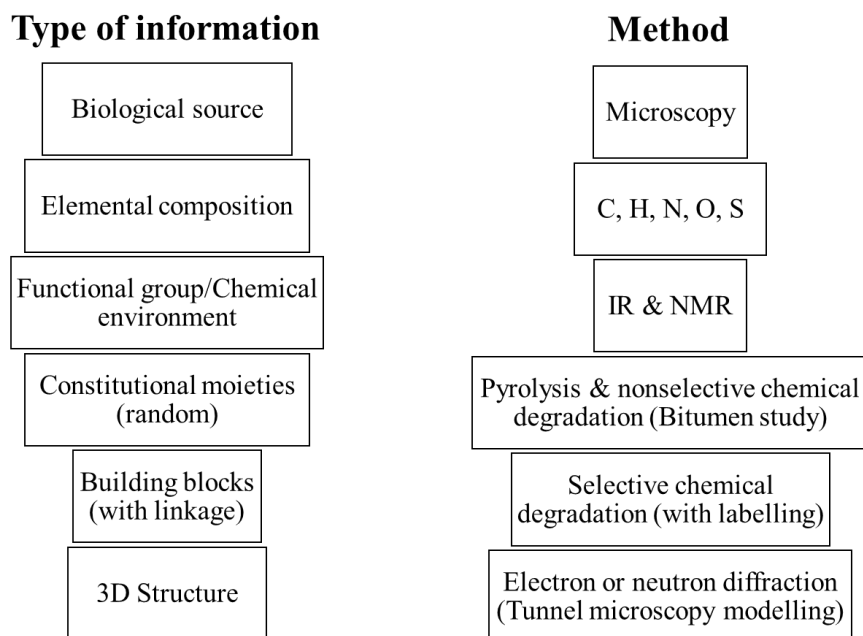 Type of information
Biological source
Elemental composition
Functional group/Chemical
environment
Constitutional moieties
(random)
Building blocks
(with linkage)
3D Structure
Method
Microscopy
C, H, N, O, S
IR & NMR
Pyrolysis & nonselective chemical
degradation (Bitumen study)
Selective chemical
degradation (with labelling)
Electron or neutron diffraction
(Tunnel microscopy modelling)